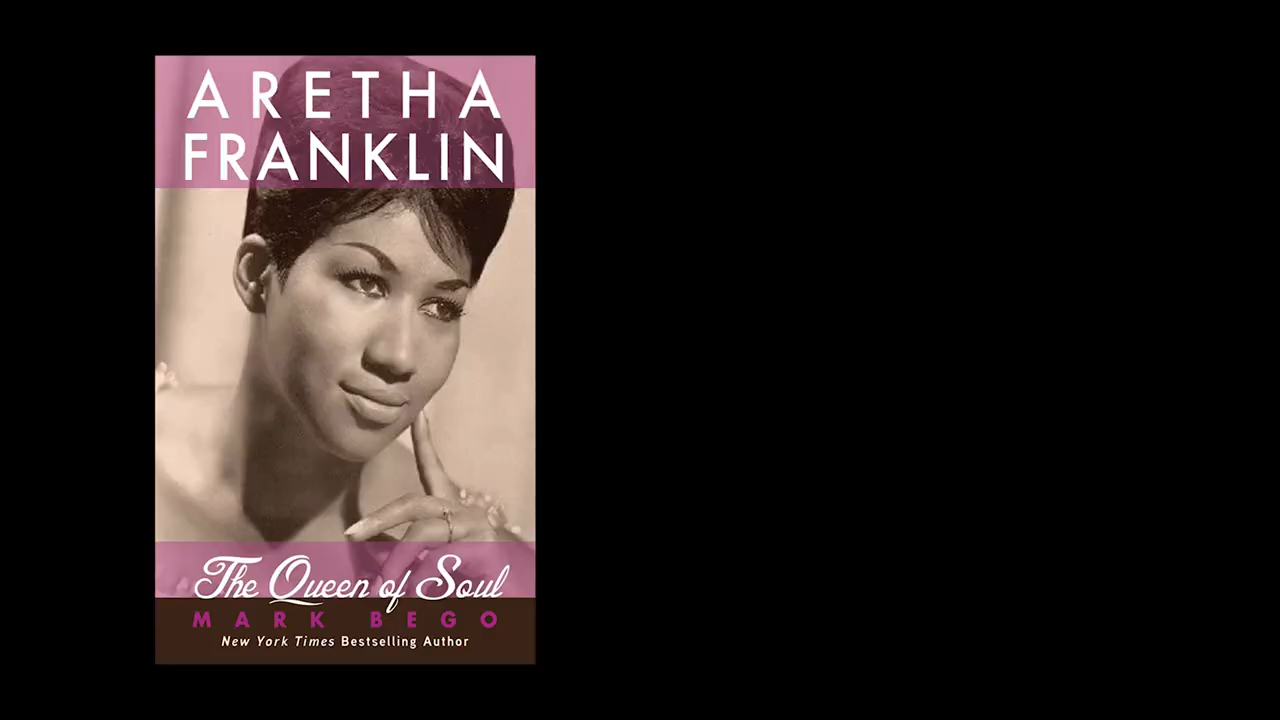 ARETHA
FRANKLIN
The Queen of Soul
MARK BEGO
New York Times Bestselling Author